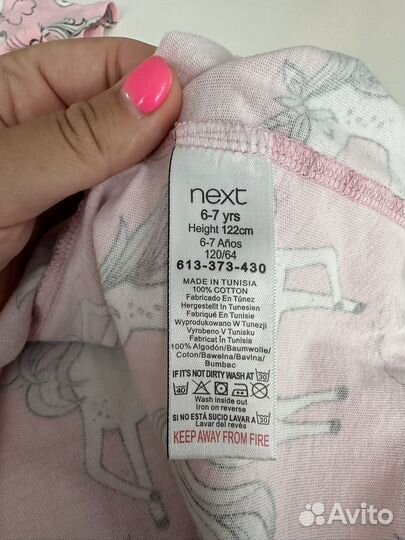 next
6-7 yrs
Height 122cm
6-7 Años
120/64
613-373-430
MADE IN TUNISIA
100% COTTON
Fabricado En Túnez
Hergestellt In Tunesien
Fabriqué En Tunisie
Wyprodukowano W Tunezji
Vyrobeno V Tunisku
Fabricat În Tunisia
100% Algodón/Baumwolle/
Coton/Bawełna/Bavlna/
Bumbac
IF IT'S NOT DIRTY WASH AT 30
40
Wash inside out
Iron on reverse
SI NO ESTÁ SUCIO LAVAR A 30
Lavar del revés
KEEP AWAY FROM FIRE
Avito